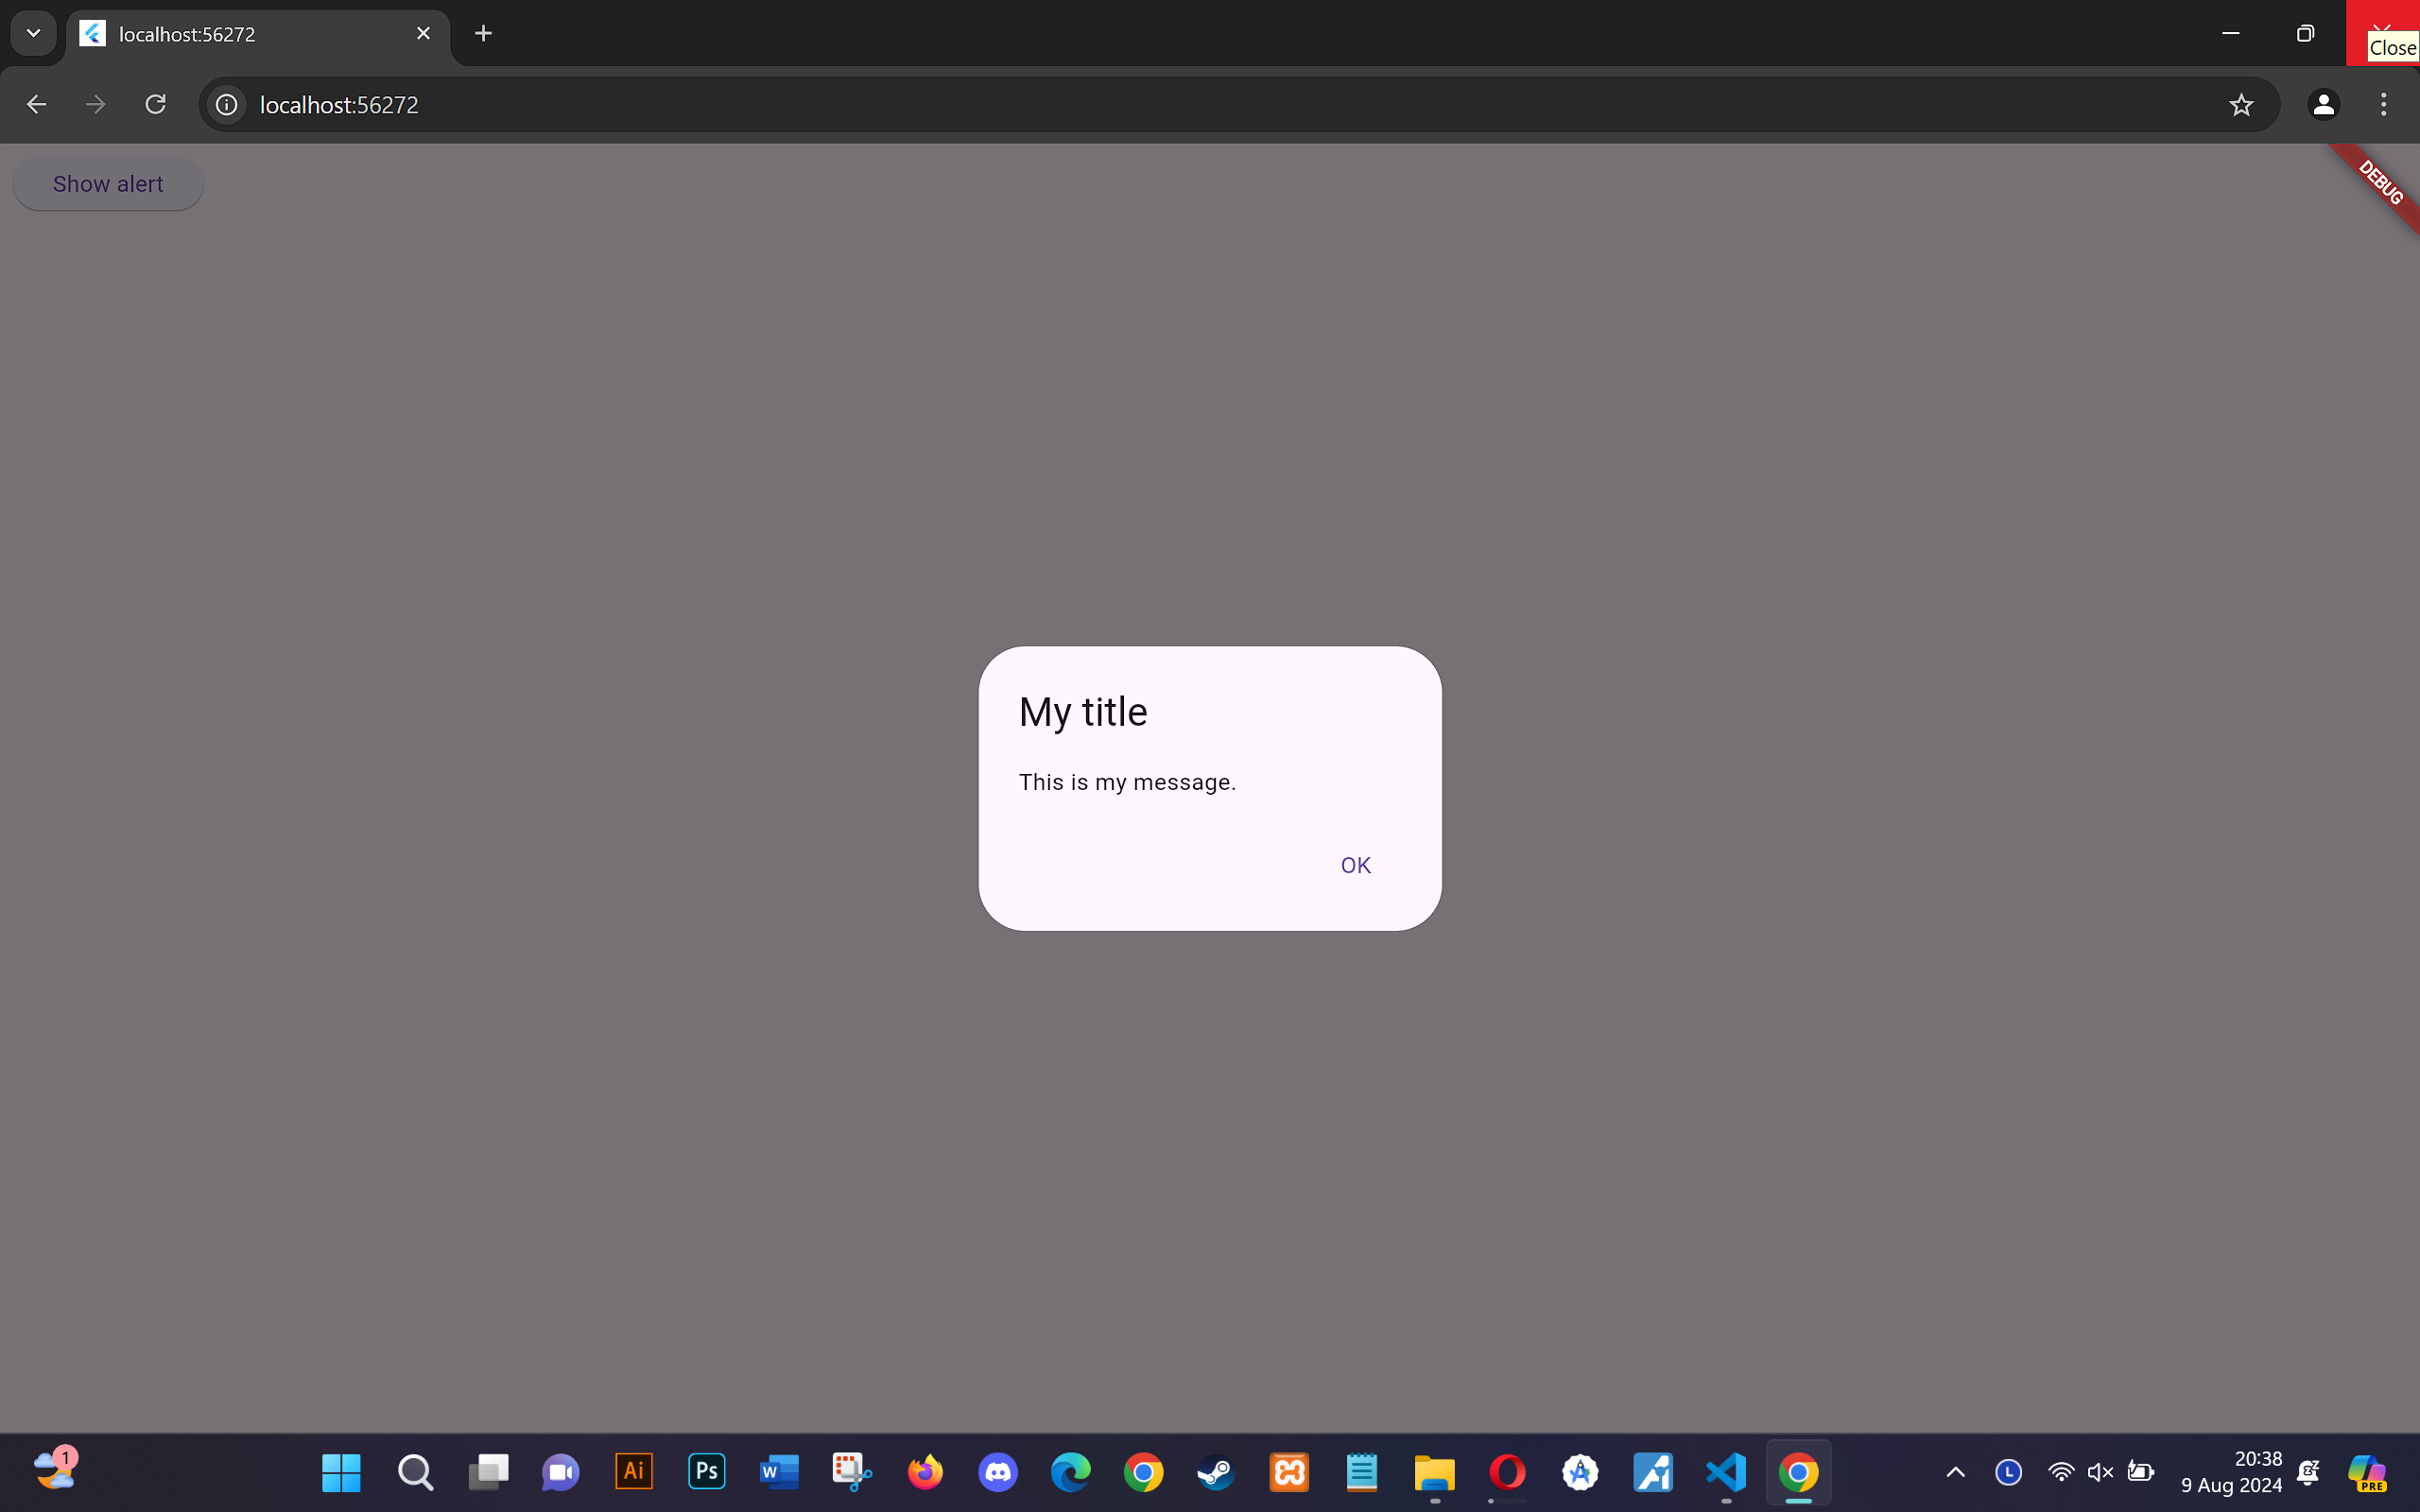 localhost:56272
Close
localhost:56272
Show alert
DEBUG
My title
This is my message.
OK
1
Ai
Ps
W
L
20:38
9 Aug 2024
PRE